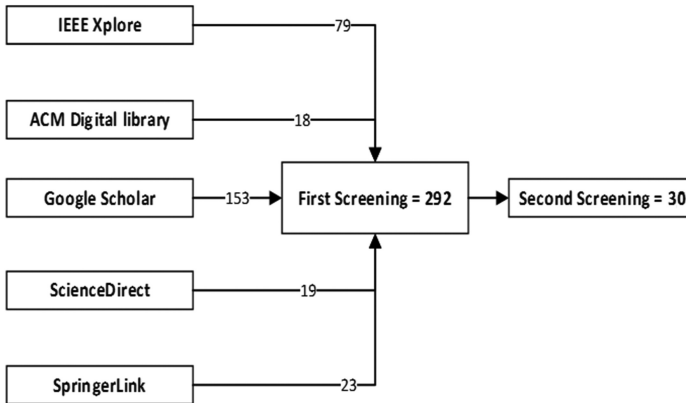 IEEE Xplore
79
ACM Digital library
18
Google Scholar
153
First Screening = 292
Second Screening = 30
ScienceDirect
19
SpringerLink
23